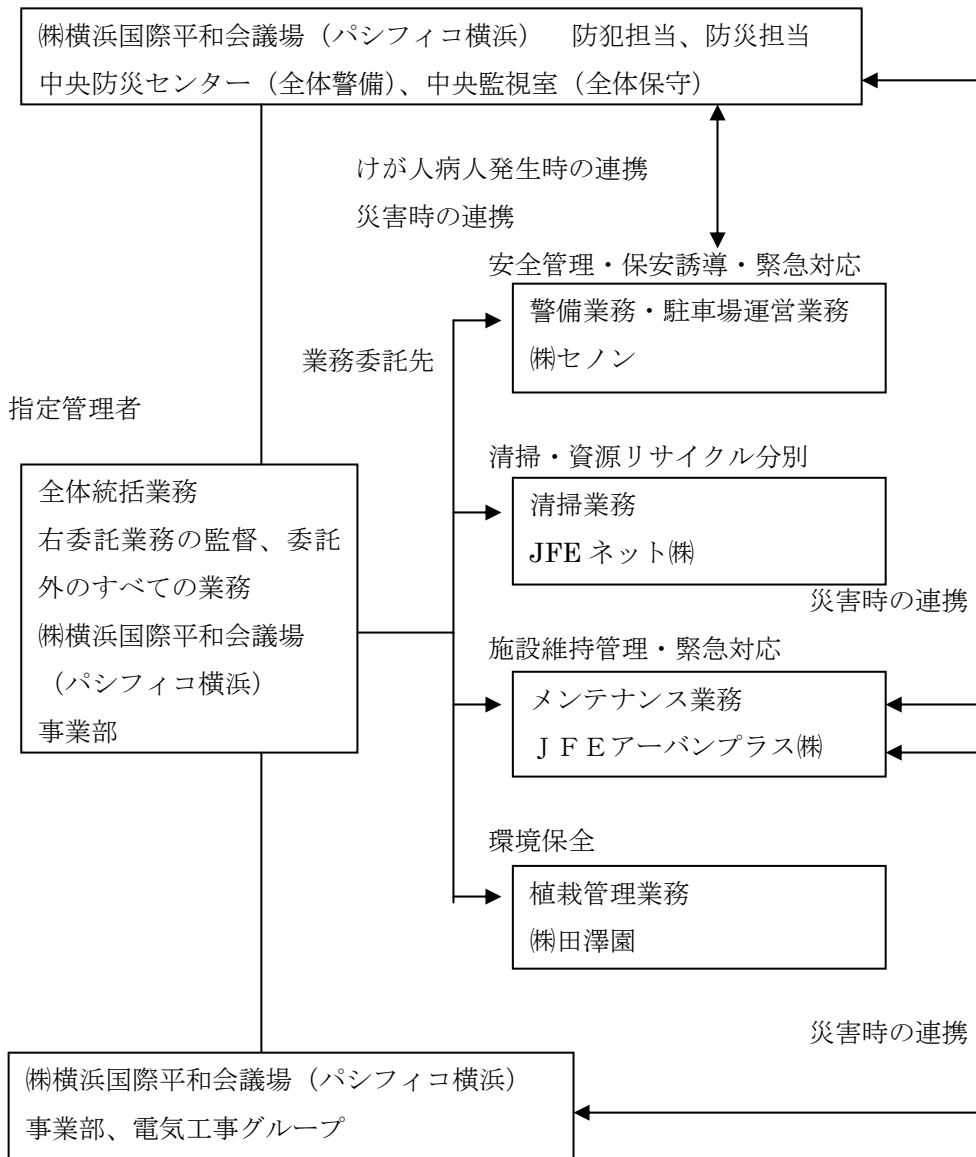 ㈱横浜国際平和会議場（パシフィコ横浜）　防犯担当、防災担当
中央防災センター（全体警備）、中央監視室（全体保守）
けが人病人発生時の連携
災害時の連携
安全管理・保安誘導・緊急対応
警備業務・駐車場運営業務
㈱セノン
業務委託先
指定管理者
全体統括業務
右委託業務の監督、委託
外のすべての業務
㈱横浜国際平和会議場
（パシフィコ横浜）
事業部
清掃・資源リサイクル分別
清掃業務
JFE ネット㈱
災害時の連携
施設維持管理・緊急対応
メンテナンス業務
ＪＦＥアーバンプラス㈱
環境保全
植栽管理業務
㈱田澤園
災害時の連携
㈱横浜国際平和会議場（パシフィコ横浜）
事業部、電気工事グループ